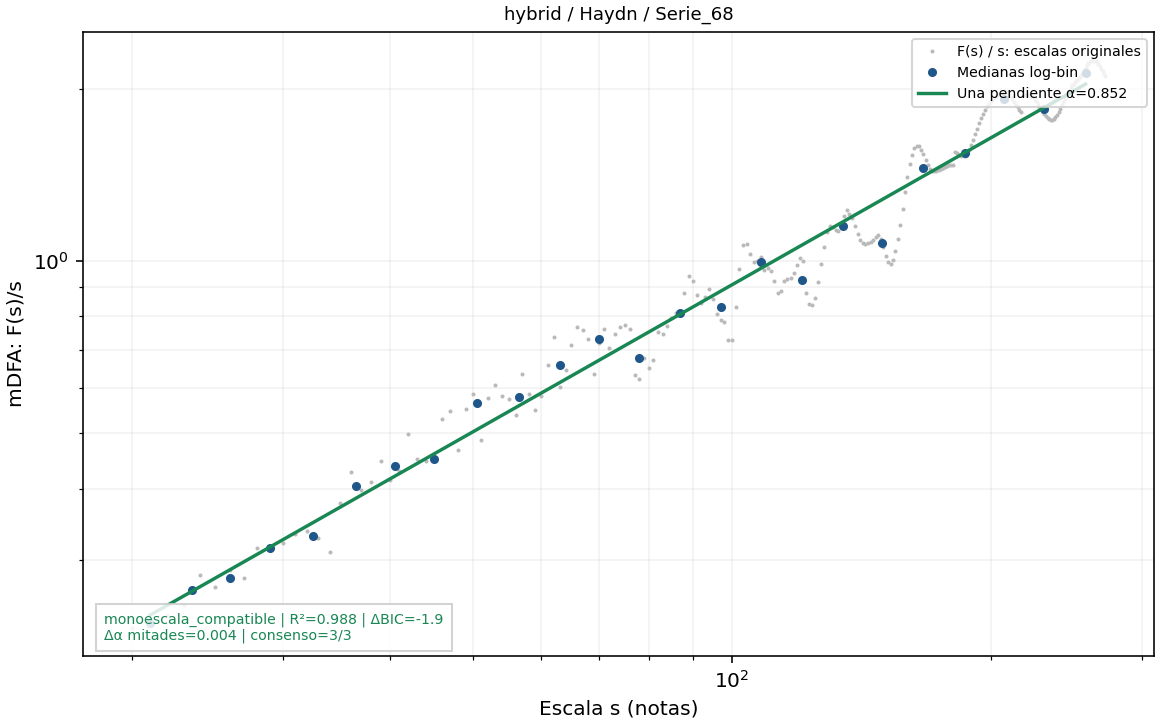 hybrid / Haydn / Serie_68
F(s) / s: escalas originales
Medianas log-bin
Una pendiente α=0.852
mDFA: F(s)/s
10⁰
monoescala_compatible | R²=0.988 | ΔBIC=-1.9
Δα mitades=0.004 | consenso=3/3
10²
Escala s (notas)